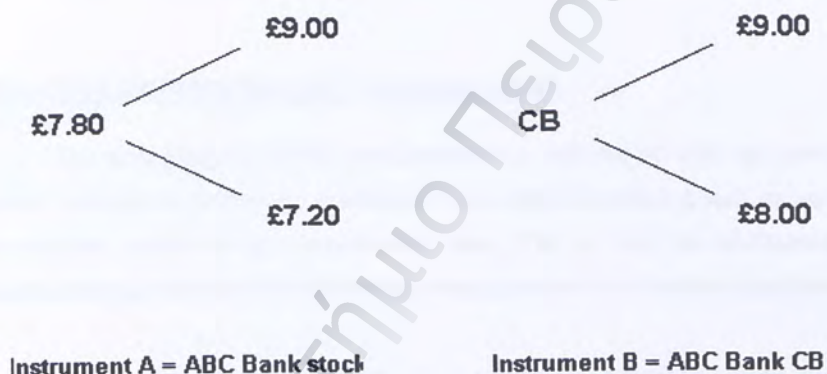 £9.00 £9.00
£7.80 CB
£7.20 £8.00
Instrument A = ABC Bank stock Instrument B = ABC Bank CB